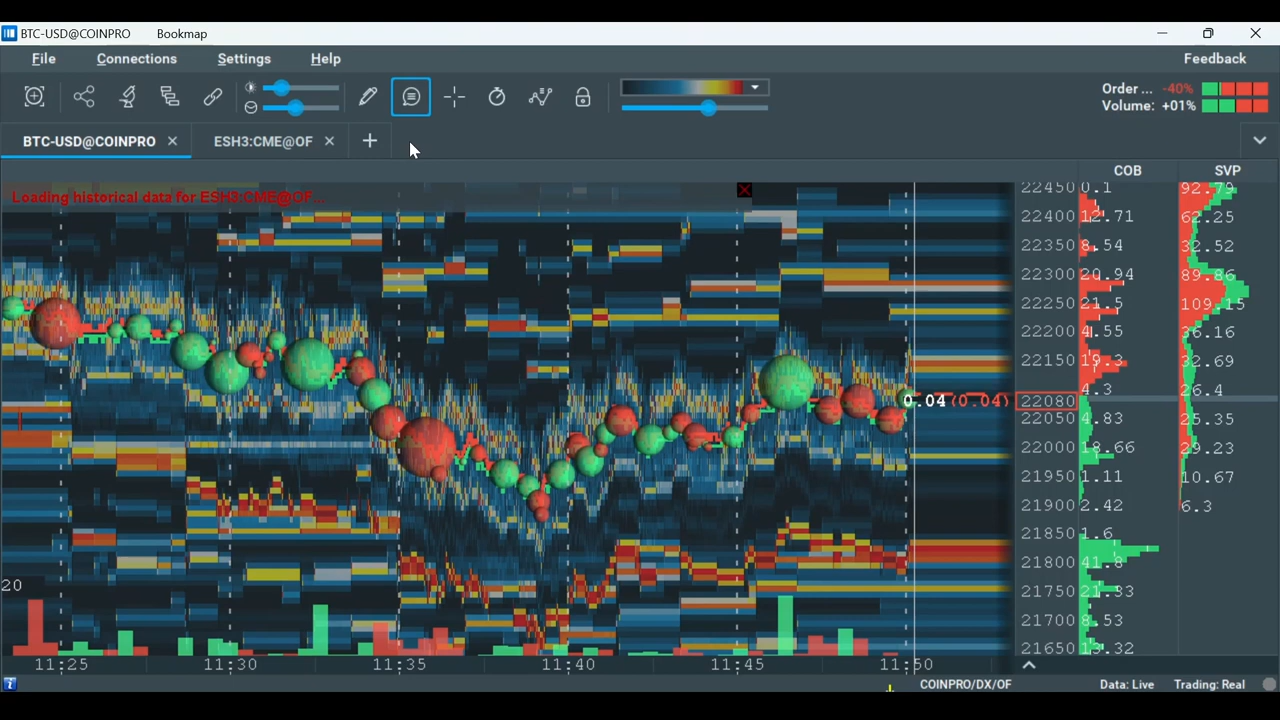 BTC-USD@COINPRO Bookmap
File Connections Settings Help Feedback
Order ... -40%
Volume: +01%
BTC-USD@COINPRO ESH3:CME@OF
COB SVP
Loading historical data for ESH3:CME@OF...
22450 0.1 92.79
22400 12.71 62.25
22350 8.54 32.52
22300 20.94 89.86
22250 21.5 109.15
22200 4.55 36.16
22150 19.3 32.69
4.3 26.4
0.04 (0.04) 22080
22050 4.83 25.35
22000 18.66 29.23
21950 1.11 10.67
21900 2.42 6.3
21850 1.6
21800 41.8
20
21750 21.33
21700 8.53
21650 13.32
11:25 11:30 11:35 11:40 11:45 11:50
COINPRO/DX/OF Data: Live Trading: Real